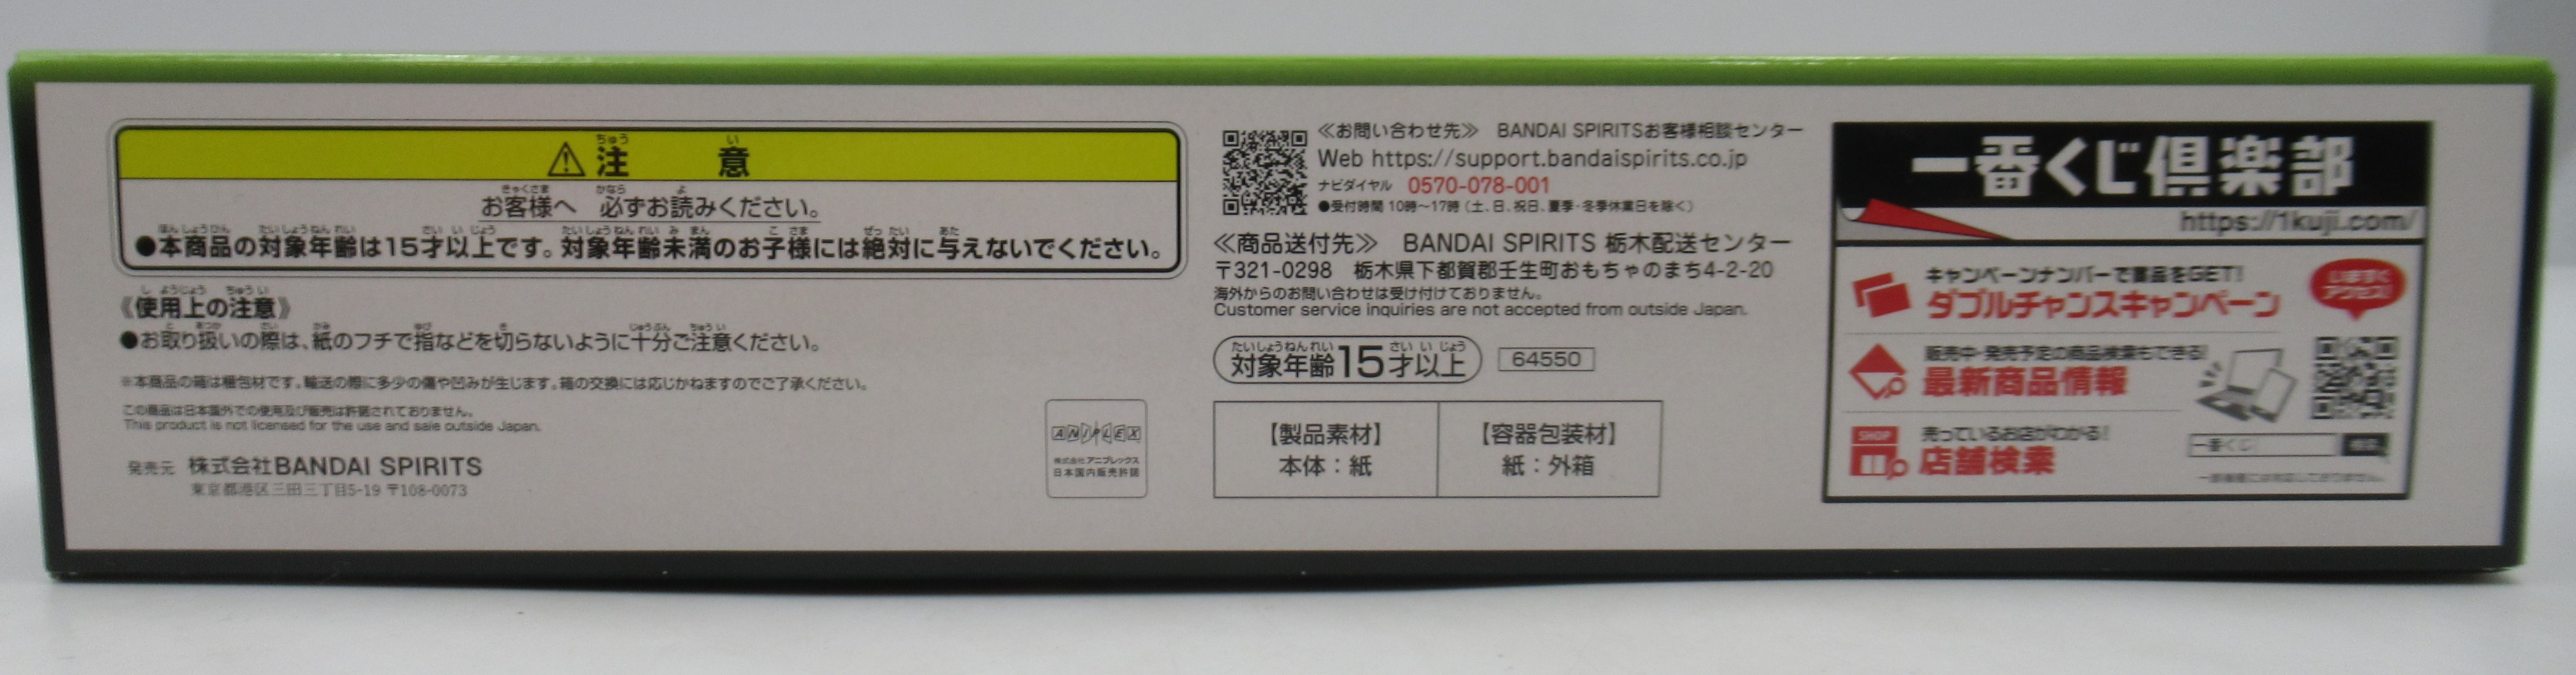 ⚠注意
お客様へ 必ずお読みください。
●本商品の対象年齢は15才以上です。対象年齢未満のお子様には絶対に与えないでください。
《使用上の注意》
●お取り扱いの際は、紙のフチで指などを切らないように十分ご注意ください。
※本商品の箱は梱包材です。輸送の際に多少の傷や凹みが生じます。箱の交換には応じかねますのでご了承ください。
この商品は日本国外での使用及び販売は許諾されておりません。
This product is not licensed for the use and sale outside Japan.
発売元 株式会社BANDAI SPIRITS
東京都港区三田三丁目5-19 〒108-0073
ANIPLEX
株式会社アニプレックス
日本国内販売許諾
≪お問い合わせ先≫ BANDAI SPIRITSお客様相談センター
Web https://support.bandaispirits.co.jp
ナビダイヤル 0570-078-001
●受付時間 10時～17時(土、日、祝日、夏季・冬季休業日を除く)
≪商品送付先≫ BANDAI SPIRITS 栃木配送センター
〒321-0298 栃木県下都賀郡壬生町おもちゃのまち4-2-20
海外からのお問い合わせは受け付けておりません。
Customer service inquiries are not accepted from outside Japan.
対象年齢15才以上 64550
【製品素材】
本体：紙
【容器包装材】
紙：外箱
一番くじ倶楽部
https://1kuji.com/
キャンペーンナンバーで賞品をGET!
ダブルチャンスキャンペーン
いますぐ
アクセス!
販売中・発売予定の商品検索もできる!
最新商品情報
SHOP
売っているお店がわかる!
店舗検索
一番くじ 検索